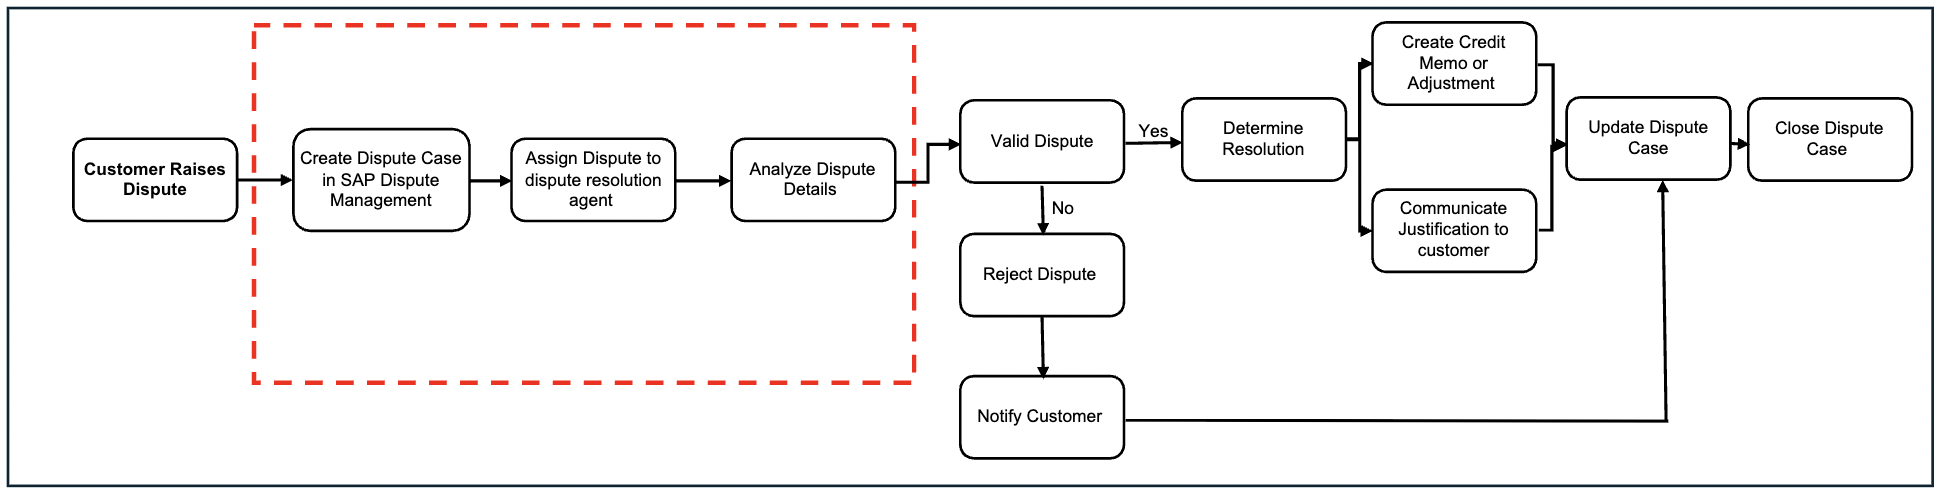 Customer Raises
Dispute
Create Dispute Case
in SAP Dispute
Management
Assign Dispute to
dispute resolution
agent
Analyze Dispute
Details
Valid Dispute
Yes
No
Reject Dispute
Notify Customer
Determine
Resolution
Create Credit
Memo or
Adjustment
Communicate
Justification to
customer
Update Dispute
Case
Close Dispute
Case